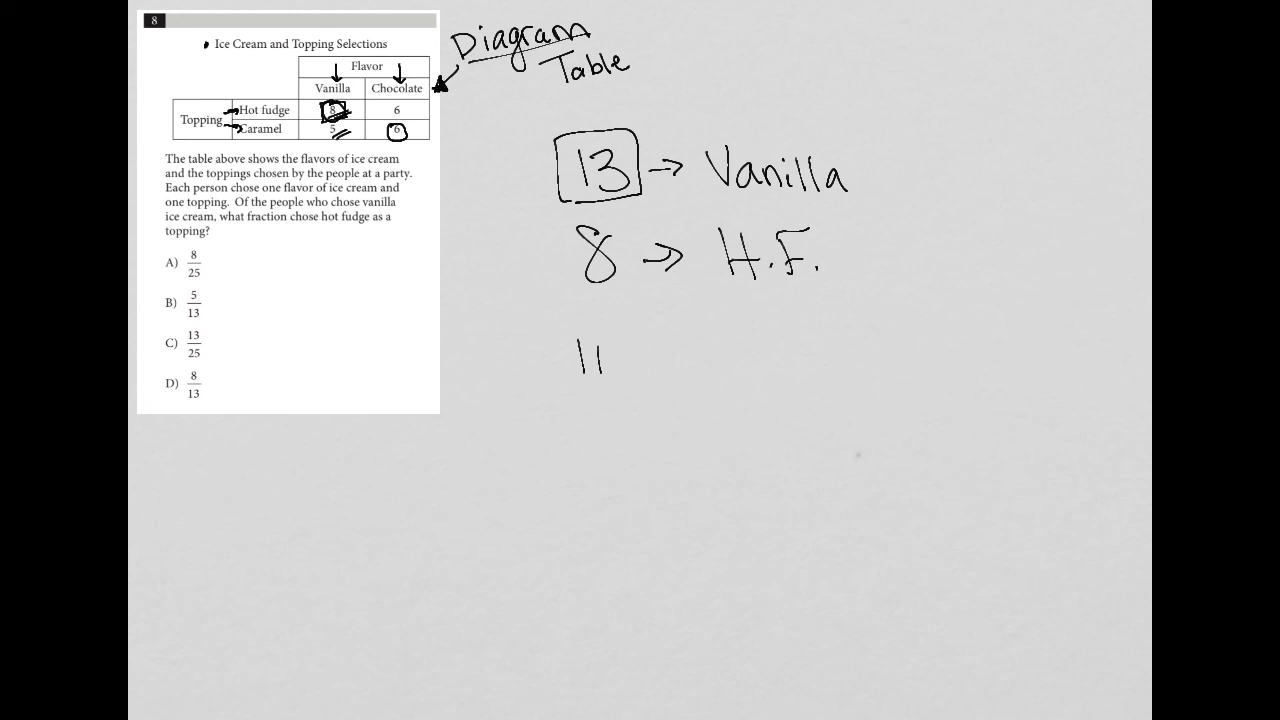 8
Ice Cream and Topping Selections
Flavor
Vanilla Chocolate
Topping Hot fudge 8 6
Caramel 5 6
The table above shows the flavors of ice cream
and the toppings chosen by the people at a party.
Each person chose one flavor of ice cream and
one topping. Of the people who chose vanilla
ice cream, what fraction chose hot fudge as a
topping?
A) 8/25
B) 5/13
C) 13/25
D) 8/13
Diagram
Table
13 → Vanilla
8 → H.F.
11